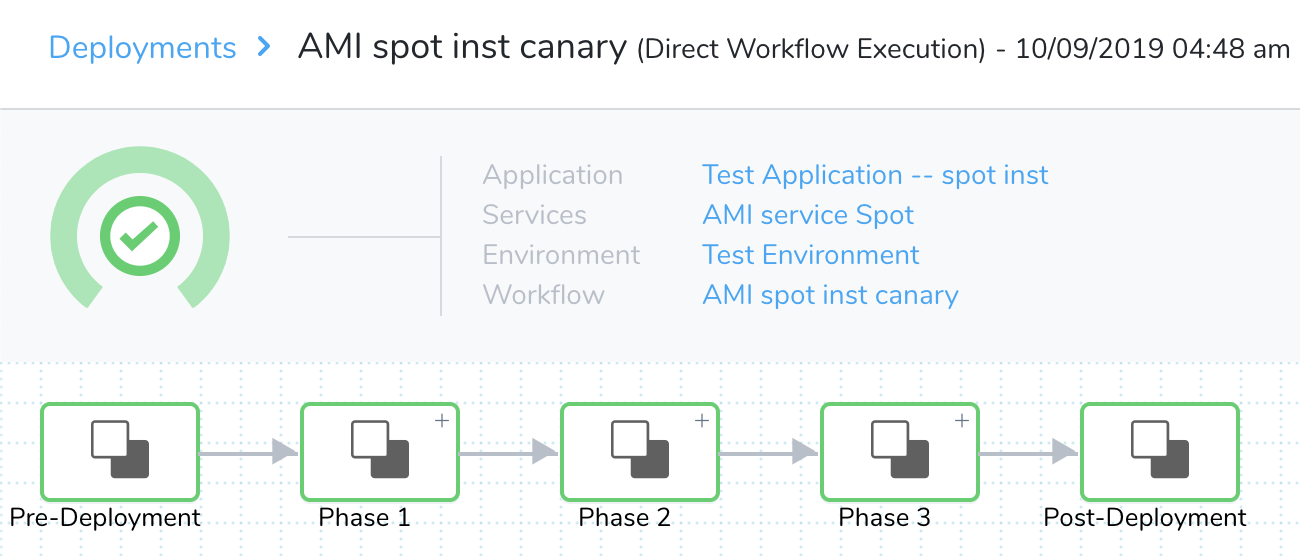 Deployments > AMI spot inst canary (Direct Workflow Execution) - 10/09/2019 04:48 am
Application Test Application -- spot inst
Services AMI service Spot
Environment Test Environment
Workflow AMI spot inst canary
+ + +
Pre-Deployment Phase 1 Phase 2 Phase 3 Post-Deployment